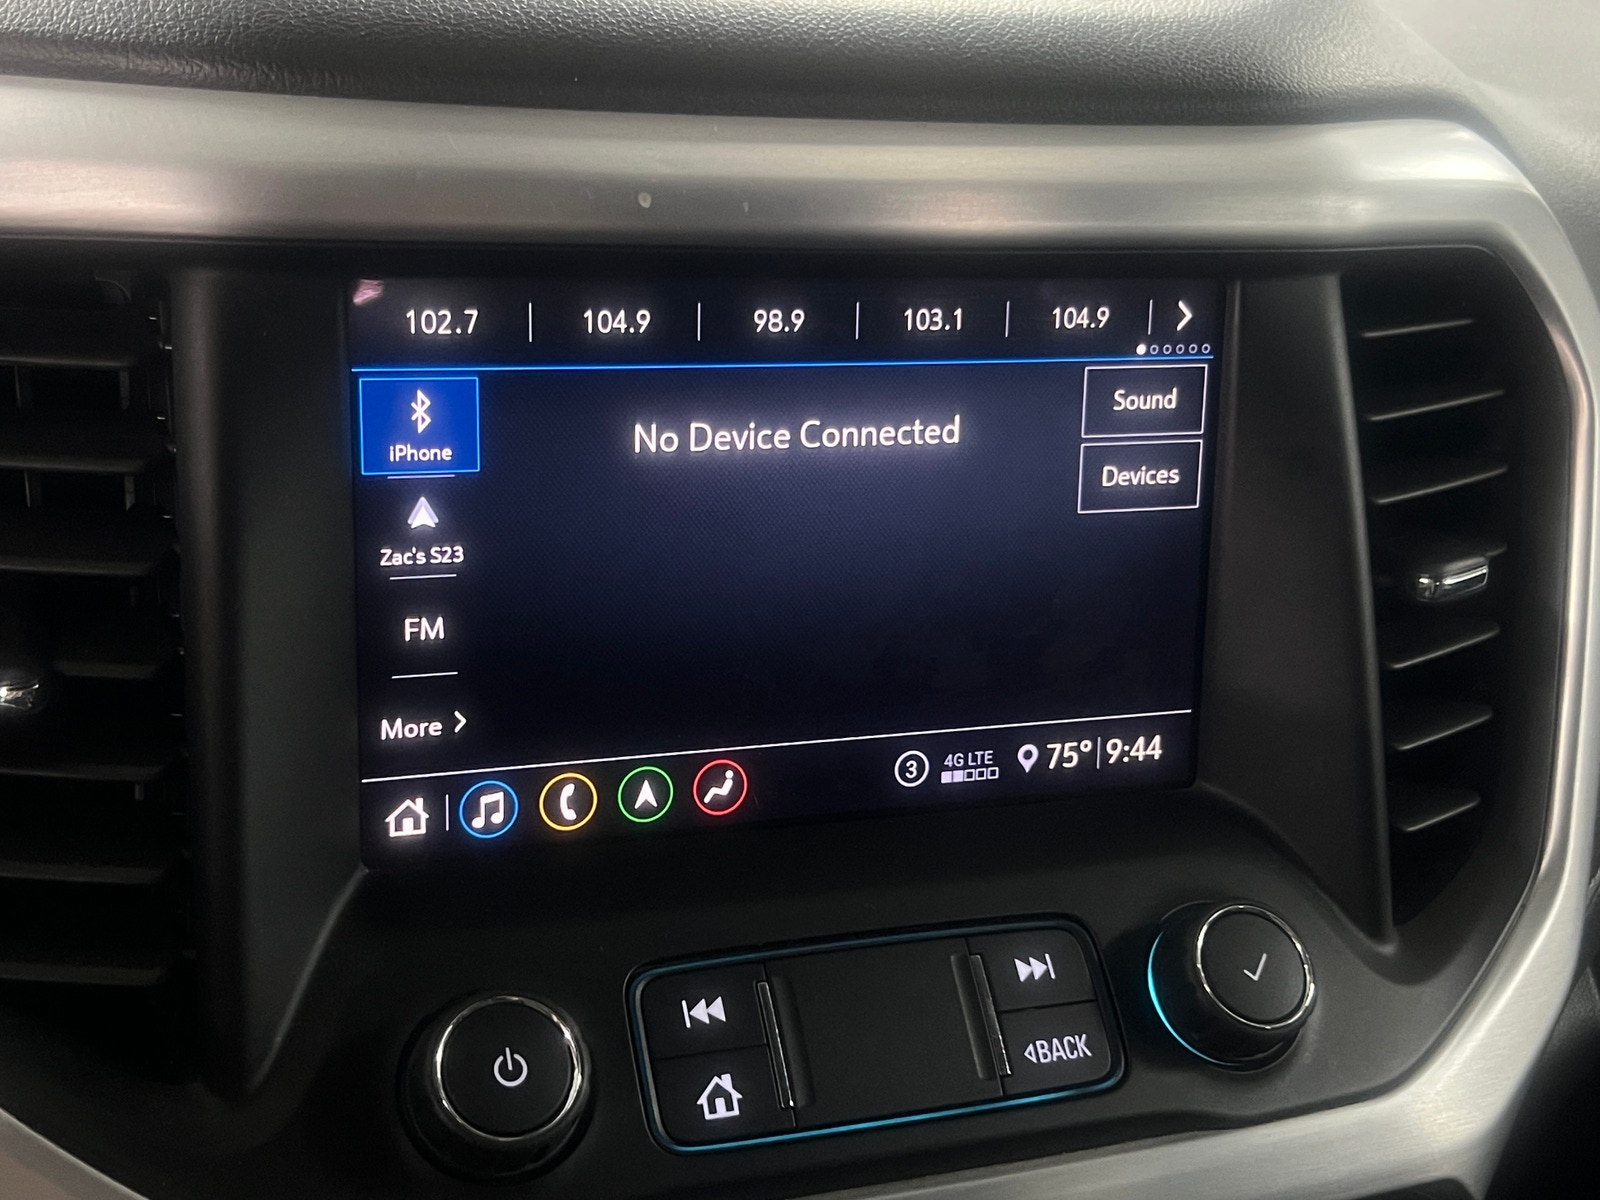 102.7 | 104.9 | 98.9 | 103.1 | 104.9 |
iPhone
No Device Connected
Sound
Devices
Zac's S23
FM
More
3 4G LTE 75° | 9:44
BACK